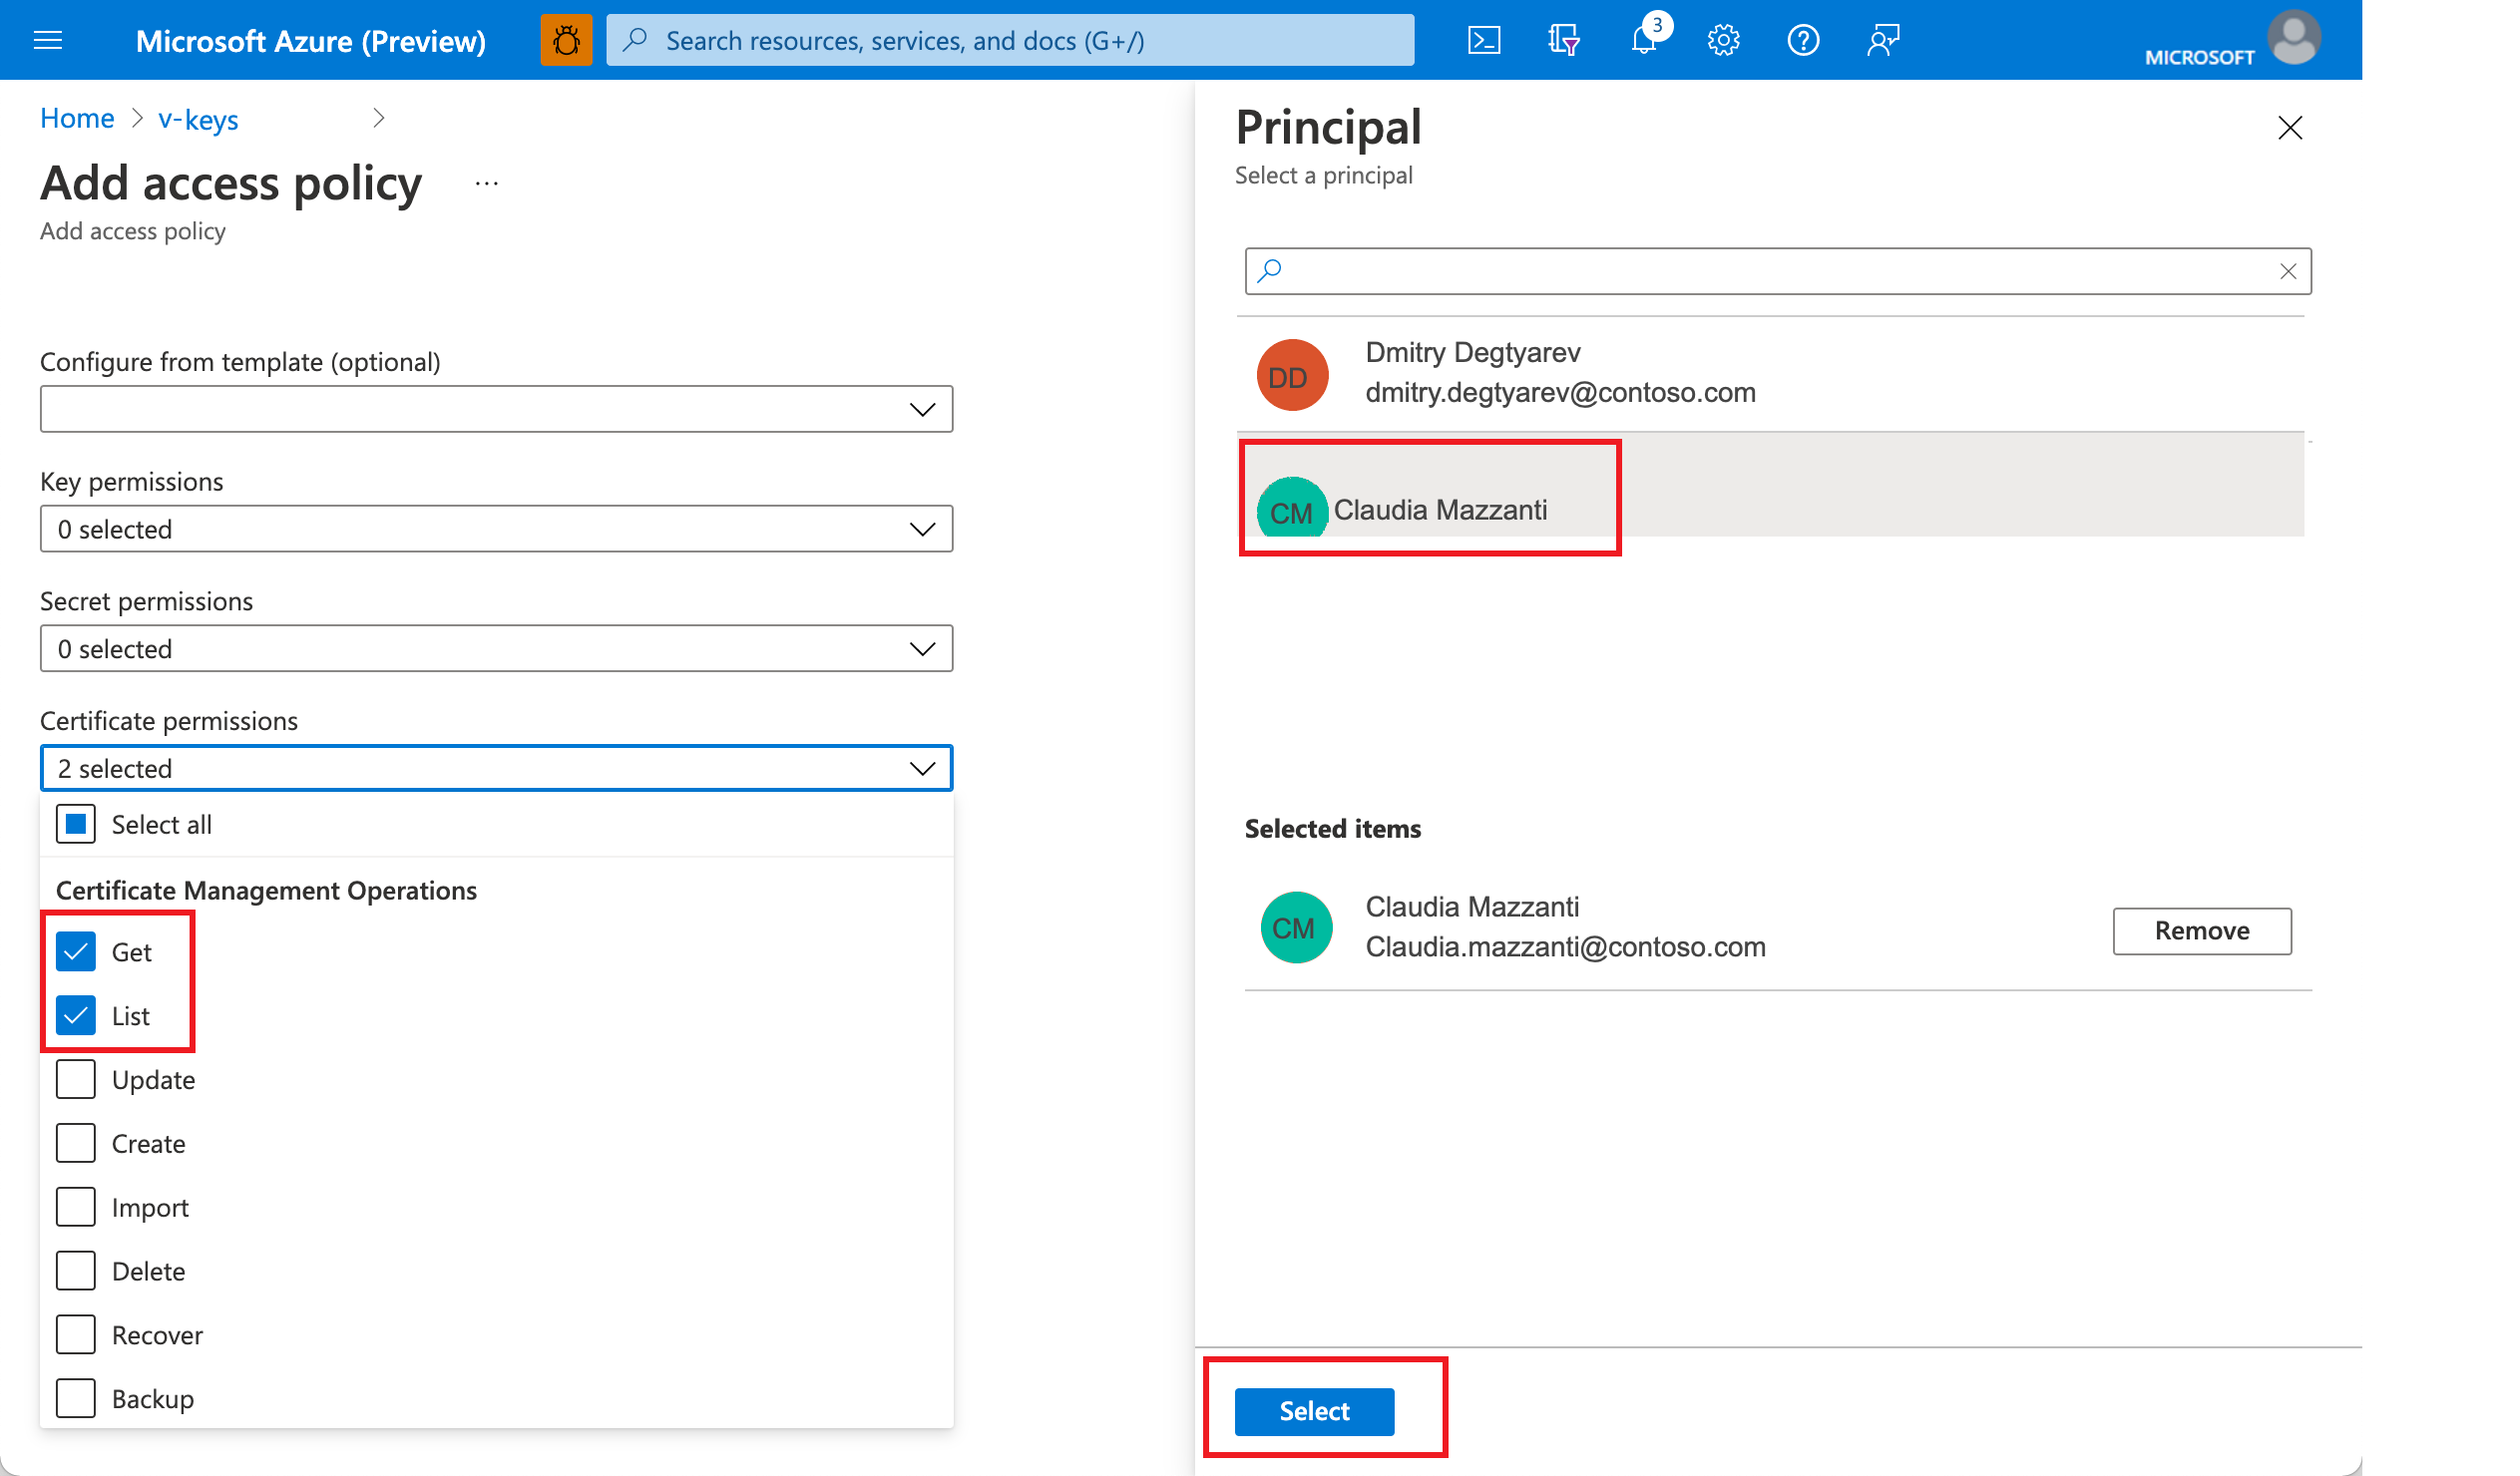 Microsoft Azure (Preview)
Search resources, services, and docs (G+/)
3
MICROSOFT
Home > v-keys >
Add access policy ...
Add access policy
Configure from template (optional)
Key permissions
0 selected
Secret permissions
0 selected
Certificate permissions
2 selected
Select all
Certificate Management Operations
Get
List
Update
Create
Import
Delete
Recover
Backup
Principal
Select a principal
DD
Dmitry Degtyarev
dmitry.degtyarev@contoso.com
CM Claudia Mazzanti
Selected items
CM
Claudia Mazzanti
Claudia.mazzanti@contoso.com
Remove
Select